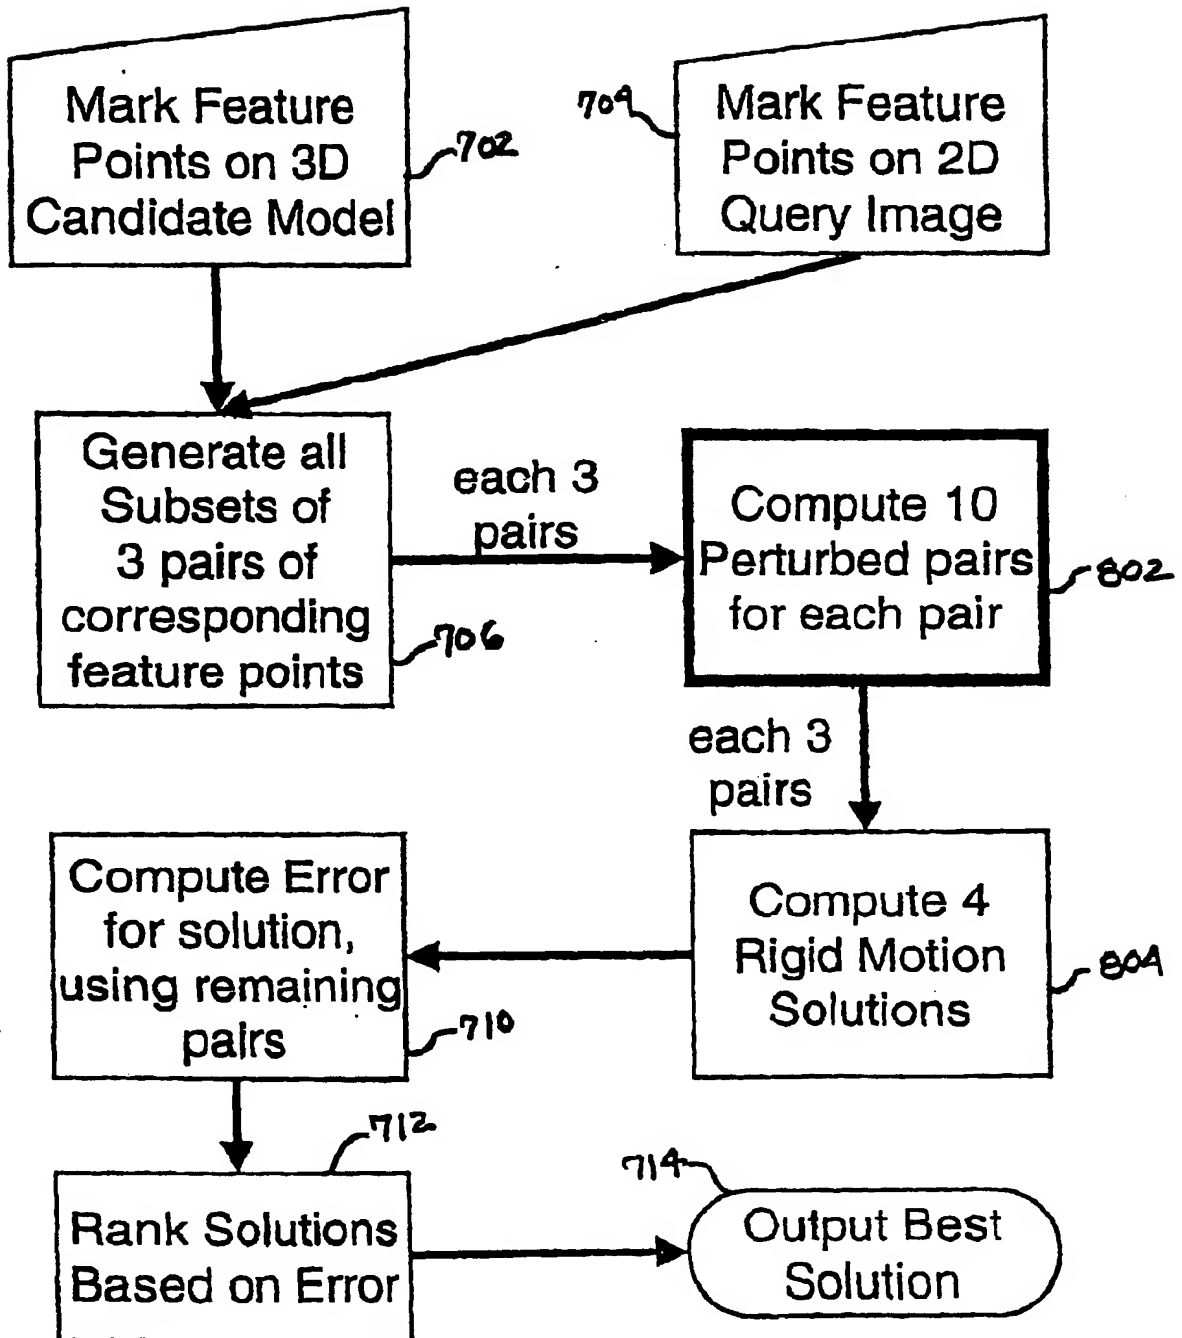 Mark Feature
Points on 3D
Candidate Model
702
704
Mark Feature
Points on 2D
Query Image
Generate all
Subsets of
3 pairs of
corresponding
feature points
706
each 3
pairs
Compute 10
Perturbed pairs
for each pair
802
each 3
pairs
Compute 4
Rigid Motion
Solutions
804
Compute Error
for solution,
using remaining
pairs
710
712
Rank Solutions
Based on Error
714
Output Best
Solution